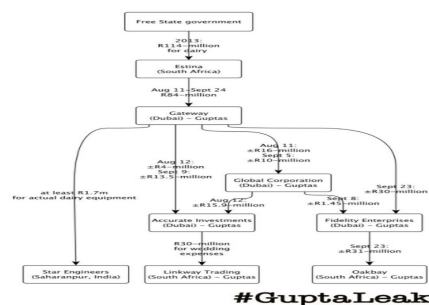 Free State government
2013:
R114-million
for dairy
Estina
(South Africa)
Aug 11-Sept 24
R84-million
Gateway
(Dubai) - Guptas
Aug 11:
±R16-million
Sept 5:
±R10-million
Aug 12:
±R4-million
Sept 9:
±R13.5-million
Global Corporation
(Dubai) - Guptas
Sept 23:
±R30-million
at least R1.7m
for actual dairy equipment
Aug 12:
±R15.9-million
Sept 8:
±R1.45-million
Accurate Investments
(Dubai) - Guptas
Fidelity Enterprises
(Dubai) - Guptas
R30-million
for wedding
expenses
Sept 23:
±R31-million
Star Engineers
(Saharanpur, India)
Linkway Trading
(South Africa) - Guptas
Oakbay
(South Africa) - Guptas
#GuptaLeak